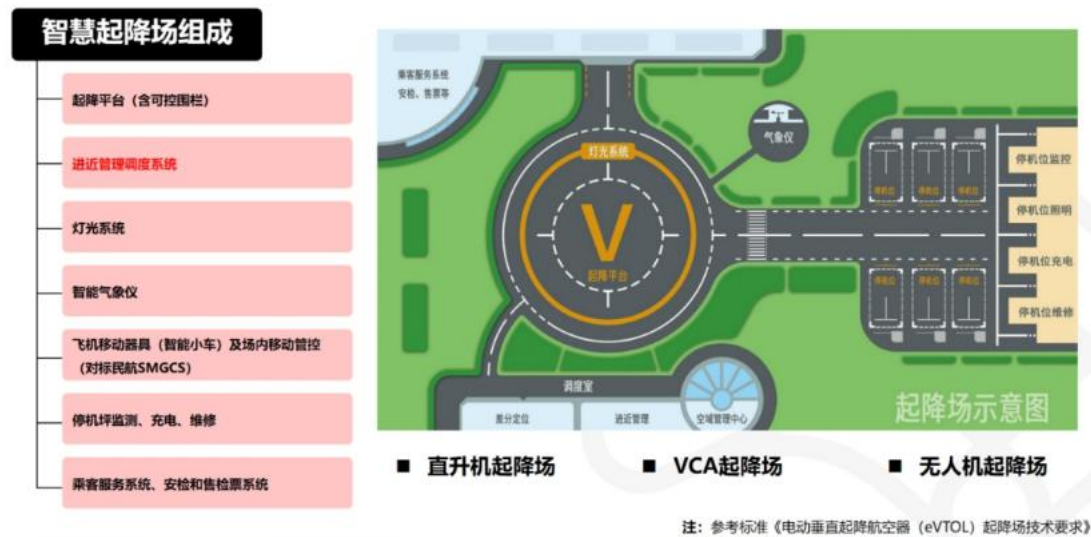 智慧起降场组成
起降平台（含可控围栏）
进近管理调度系统
灯光系统
智能气象仪
飞机移动器具（智能小车）及场内移动管控
（对标民航SMGCS）
停机坪监测、充电、维修
乘客服务系统、安检和售检票系统
乘客服务系统
安检、售票等
灯光系统
V
起降平台
气象仪
停机位
停机位
停机位
停机位
停机位
停机位
停机位监控
停机位照明
停机位充电
停机位维修
调度室
差分定位
进近管理
空域管理中心
起降场示意图
■ 直升机起降场
■ VCA起降场
■ 无人机起降场
注：参考标准《电动垂直起降航空器（eVTOL）起降场技术要求》